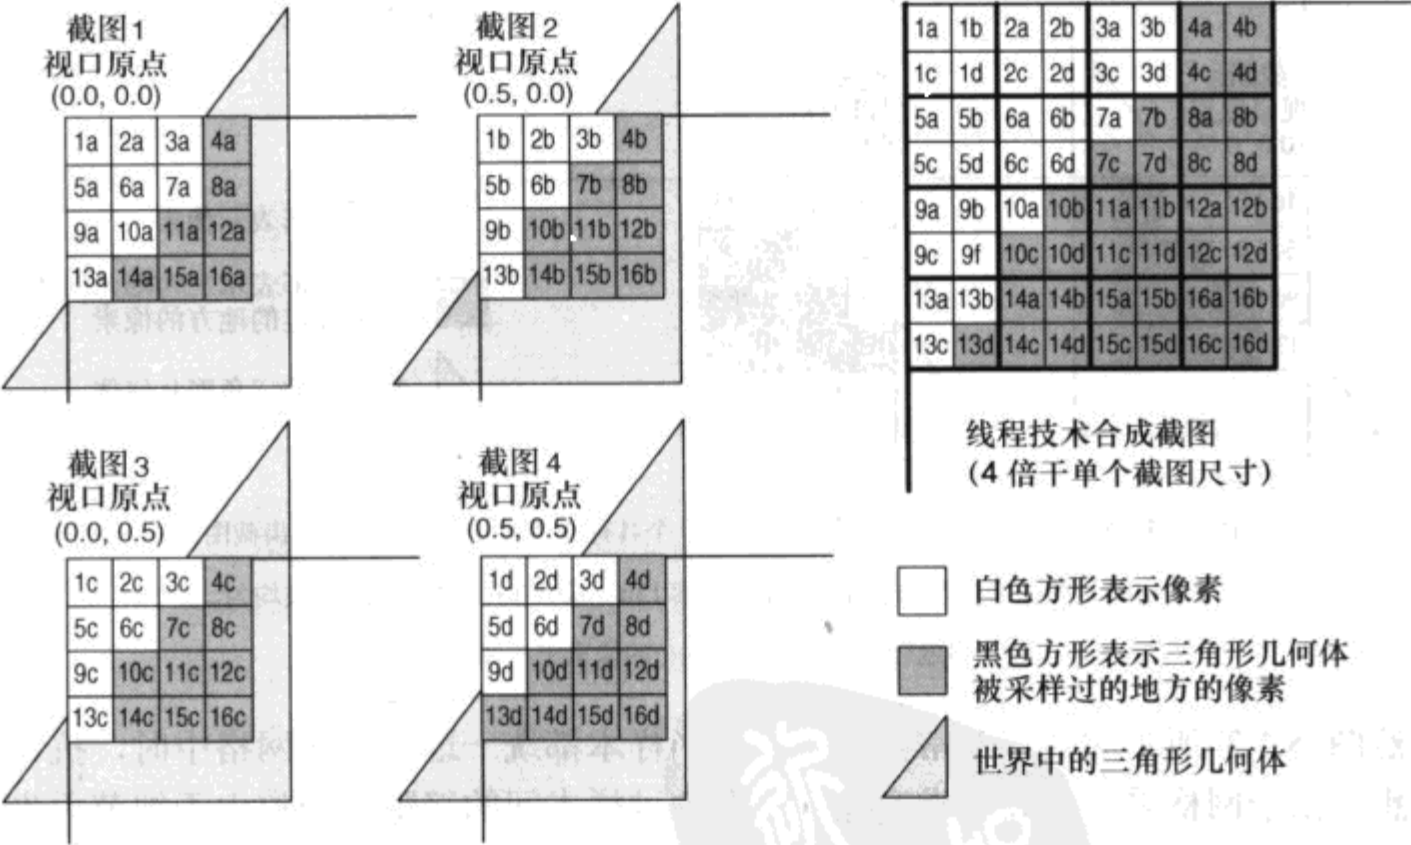 截图1
视口原点
(0.0, 0.0)
1a 2a 3a 4a
5a 6a 7a 8a
9a 10a 11a 12a
13a 14a 15a 16a
截图2
视口原点
(0.5, 0.0)
1b 2b 3b 4b
5b 6b 7b 8b
9b 10b 11b 12b
13b 14b 15b 16b
截图3
视口原点
(0.0, 0.5)
1c 2c 3c 4c
5c 6c 7c 8c
9c 10c 11c 12c
13c 14c 15c 16c
截图4
视口原点
(0.5, 0.5)
1d 2d 3d 4d
5d 6d 7d 8d
9d 10d 11d 12d
13d 14d 15d 16d
1a 1b 2a 2b 3a 3b 4a 4b
1c 1d 2c 2d 3c 3d 4c 4d
5a 5b 6a 6b 7a 7b 8a 8b
5c 5d 6c 6d 7c 7d 8c 8d
9a 9b 10a 10b 11a 11b 12a 12b
9c 9f 10c 10d 11c 11d 12c 12d
13a 13b 14a 14b 15a 15b 16a 16b
13c 13d 14c 14d 15c 15d 16c 16d
线程技术合成截图
(4 倍干单个截图尺寸)
白色方形表示像素
黑色方形表示三角形几何体
被采样过的地方的像素
世界中的三角形几何体